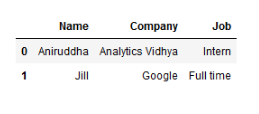 Name Company Job
0 Aniruddha Analytics Vidhya Intern
1 Jill Google Full time